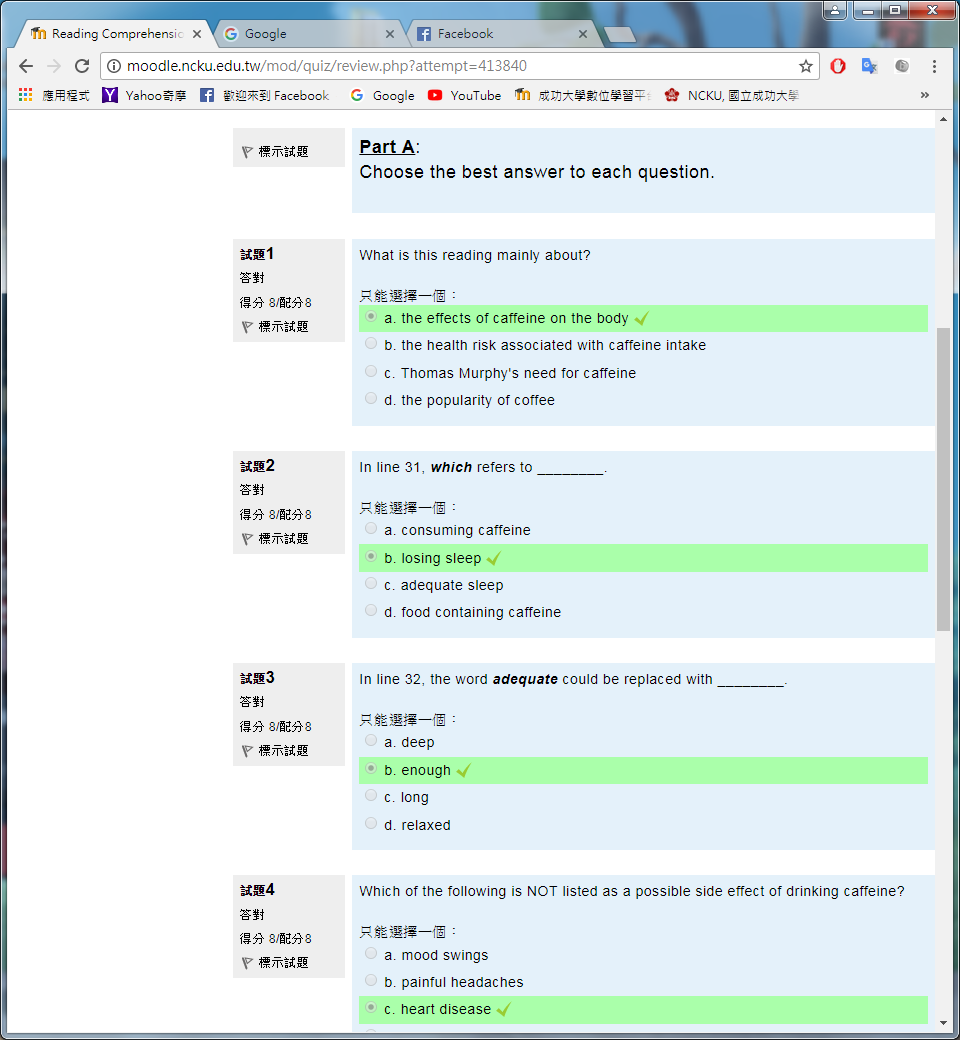 Reading Comprehensic
Google
Facebook
moodle.ncku.edu.tw/mod/quiz/review.php?attempt=413840
應用程式
Yahoo奇摩
歡迎來到 Facebook
Google
YouTube
成功大學數位學習平台
NCKU, 國立成功大學
»
標示試題
Part A:
Choose the best answer to each question.
試題1
答對
得分 8/配分8
標示試題
What is this reading mainly about?
只能選擇一個：
a. the effects of caffeine on the body
b. the health risk associated with caffeine intake
c. Thomas Murphy's need for caffeine
d. the popularity of coffee
試題2
答對
得分 8/配分8
標示試題
In line 31, which refers to ________.
只能選擇一個：
a. consuming caffeine
b. losing sleep
c. adequate sleep
d. food containing caffeine
試題3
答對
得分 8/配分8
標示試題
In line 32, the word adequate could be replaced with ________.
只能選擇一個：
a. deep
b. enough
c. long
d. relaxed
試題4
答對
得分 8/配分8
標示試題
Which of the following is NOT listed as a possible side effect of drinking caffeine?
只能選擇一個：
a. mood swings
b. painful headaches
c. heart disease